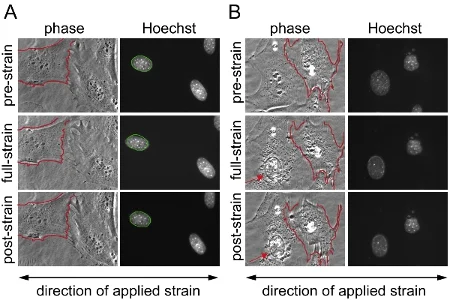 A
B
phase
Hoechst
phase
Hoechst
pre-strain
full-strain
post-strain
pre-strain
full-strain
post-strain
direction of applied strain
direction of applied strain